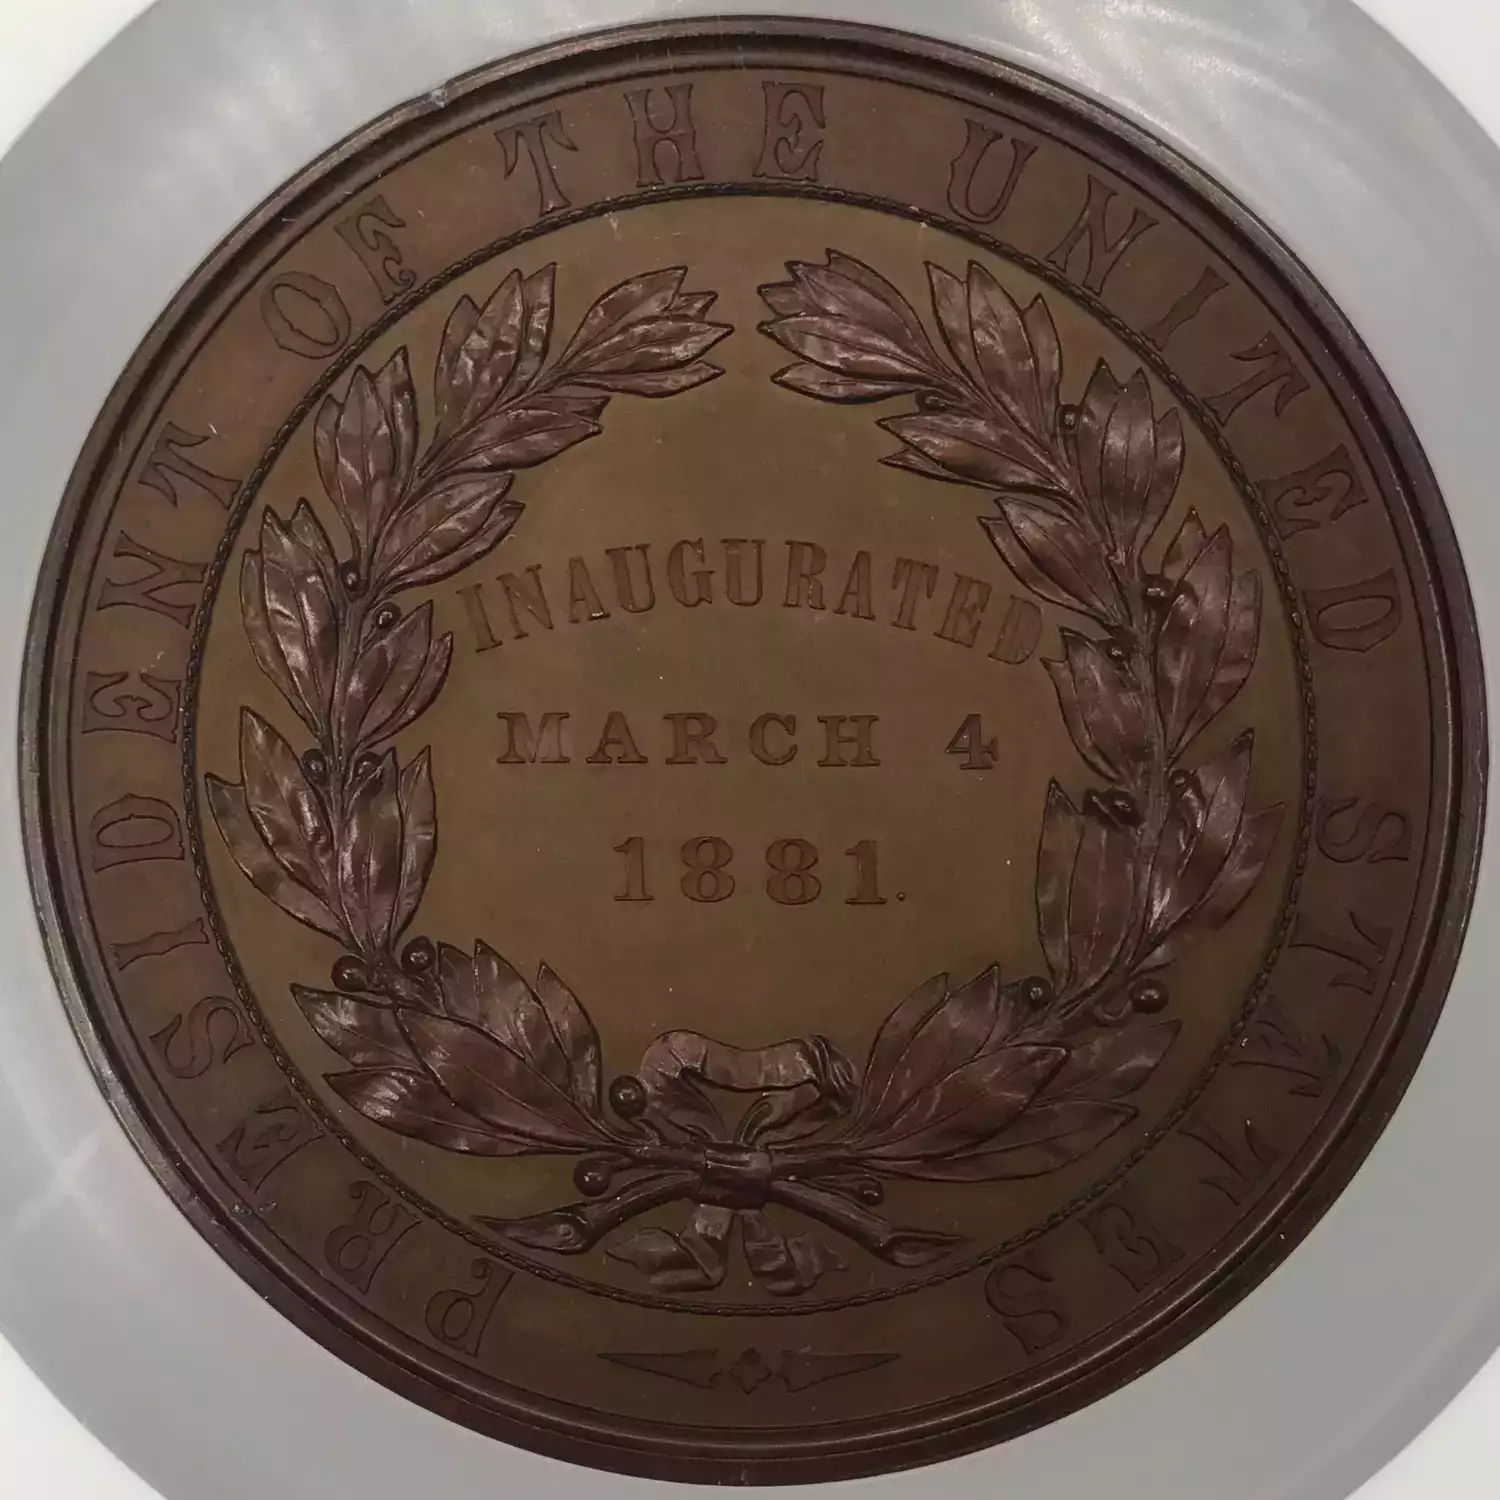 PRESIDENT OF THE UNITED STATES
INAUGURATED
MARCH 4
1881.